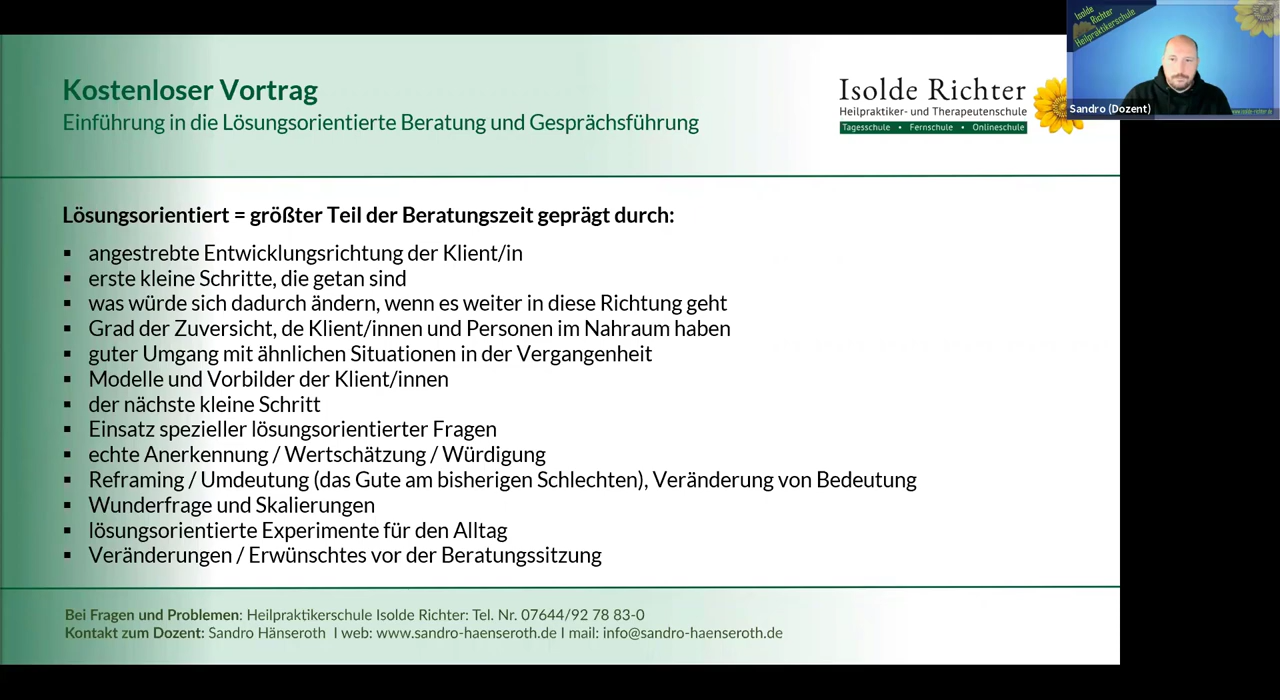 Kostenloser Vortrag
Einführung in die Lösungsorientierte Beratung und Gesprächsführung
Isolde Richter
Heilpraktiker- und Therapeutenschule
Tagesschule • Fernschule • Onlineschule
Isolde
Richter
Heilpraktikerschule
Sandro (Dozent)
www.isolde-richter.de
Lösungsorientiert = größter Teil der Beratungszeit geprägt durch:
▪ angestrebte Entwicklungsrichtung der Klient/in
▪ erste kleine Schritte, die getan sind
▪ was würde sich dadurch ändern, wenn es weiter in diese Richtung geht
▪ Grad der Zuversicht, de Klient/innen und Personen im Nahraum haben
▪ guter Umgang mit ähnlichen Situationen in der Vergangenheit
▪ Modelle und Vorbilder der Klient/innen
▪ der nächste kleine Schritt
▪ Einsatz spezieller lösungsorientierter Fragen
▪ echte Anerkennung / Wertschätzung / Würdigung
▪ Reframing / Umdeutung (das Gute am bisherigen Schlechten), Veränderung von Bedeutung
▪ Wunderfrage und Skalierungen
▪ lösungsorientierte Experimente für den Alltag
▪ Veränderungen / Erwünschtes vor der Beratungssitzung
Bei Fragen und Problemen: Heilpraktikerschule Isolde Richter: Tel. Nr. 07644/92 78 83-0
Kontakt zum Dozent: Sandro Hänseroth I web: www.sandro-haenseroth.de I mail: info@sandro-haenseroth.de